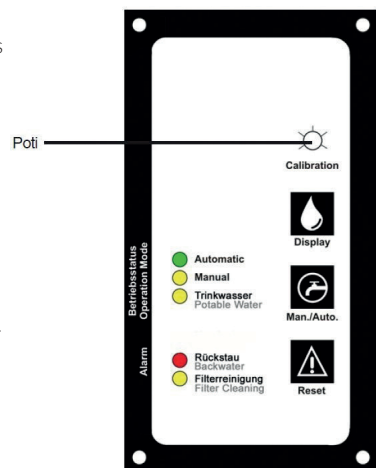 s
Poti
Calibration
Display
Betriebsstatus
Operation Mode
Automatic
Manual
Trinkwasser
Potable Water
Man./Auto.
Alarm
Rückstau
Backwater
Filterreinigung
Filter Cleaning
Reset